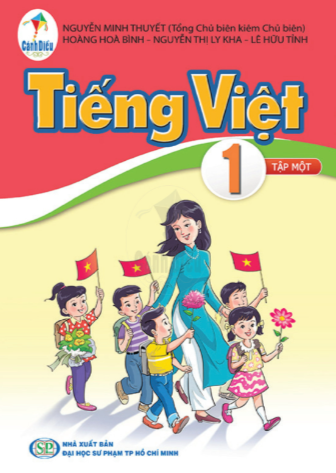 NGUYỄN MINH THUYẾT (Tổng Chủ biên kiêm Chủ biên)
HOÀNG HOÀ BÌNH – NGUYỄN THỊ LY KHA – LÊ HỮU TỈNH
Cánh Diều
Tiếng Việt
1
TẬP MỘT
NHÀ XUẤT BẢN
ĐẠI HỌC SƯ PHẠM TP HỒ CHÍ MINH